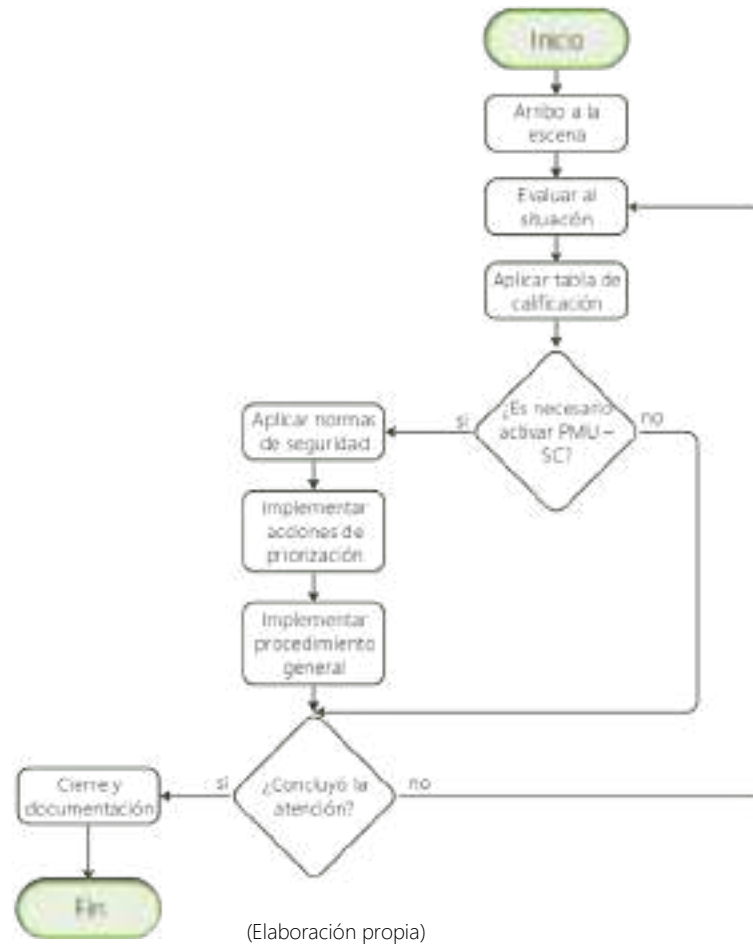 Inicio
Arribo a la
escena
Evaluar al
situación
Aplicar tabla de
calificación
¿Es necesario
activar PMU –
SC?
si
no
Aplicar normas
de seguridad
Implementar
acciones de
priorización
Implementar
procedimiento
general
¿Concluyó la
atención?
si
no
Cierre y
documentación
Fin
(Elaboración propia)